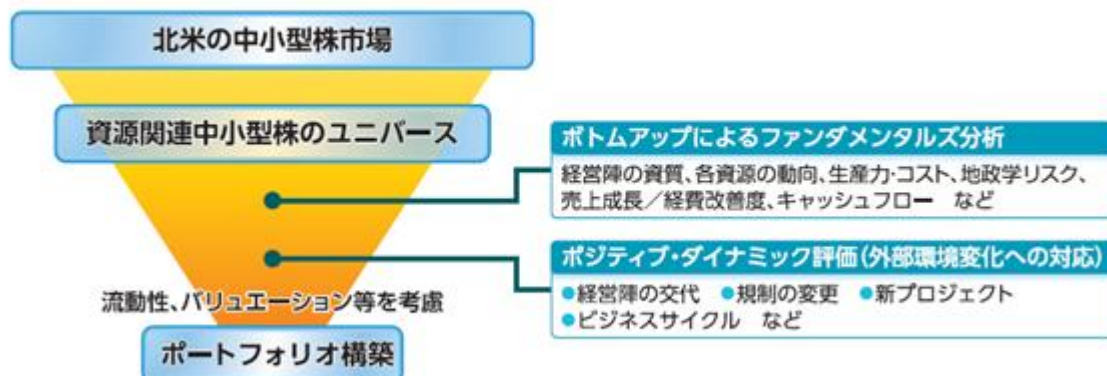 北米の中小型株市場
資源関連中小型株のユニバース
ボトムアップによるファンダメンタルズ分析
経営陣の資質、各資源の動向、生産力・コスト、地政学リスク、
売上成長／経費改善度、キャッシュフロー　など
ポジティブ・ダイナミック評価(外部環境変化への対応)
●経営陣の交代　●規制の変更　●新プロジェクト
●ビジネスサイクル　など
流動性、バリュエーション等を考慮
ポートフォリオ構築